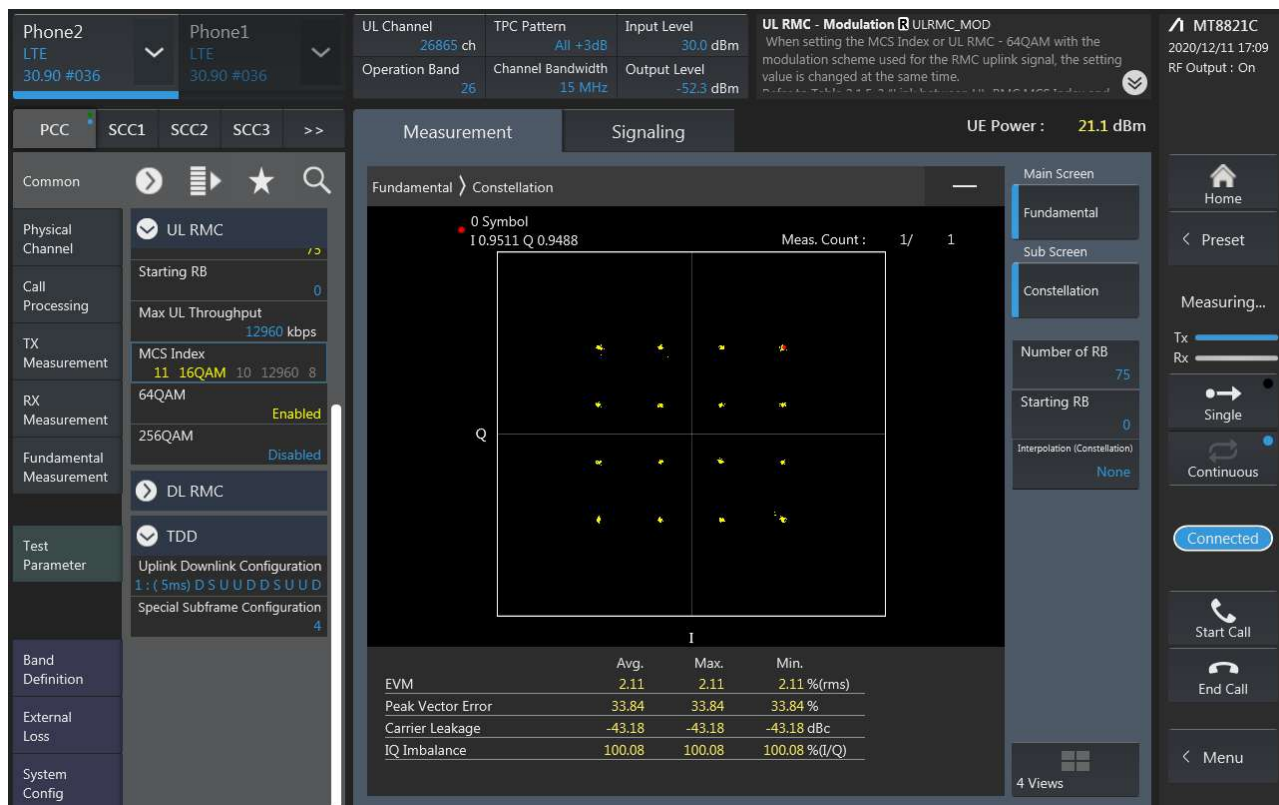 Phone2
LTE
30.90 #036
Phone1
LTE
30.90 #036
UL Channel
26865 ch
TPC Pattern
All +3dB
Input Level
30.0 dBm
Operation Band
26
Channel Bandwidth
15 MHz
Output Level
-52.3 dBm
UL RMC - Modulation R ULRMC_MOD
When setting the MCS Index or UL RMC - 64QAM with the
modulation scheme used for the RMC uplink signal, the setting
value is changed at the same time.
MT8821C
2020/12/11 17:09
RF Output : On
PCC SCC1 SCC2 SCC3 >>
Measurement
Signaling
UE Power : 21.1 dBm
Common
Physical
Channel
Call
Processing
TX
Measurement
RX
Measurement
Fundamental
Measurement
Test
Parameter
Band
Definition
External
Loss
System
Config
UL RMC
75
Starting RB
0
Max UL Throughput
12960 kbps
MCS Index
11 16QAM 10 12960 8
64QAM
Enabled
256QAM
Disabled
DL RMC
TDD
Uplink Downlink Configuration
1 : ( 5ms) D S U U D D S U U D
Special Subframe Configuration
4
Fundamental 〉 Constellation
0 Symbol
I 0.9511 Q 0.9488
Meas. Count : 1/ 1
Q
I
Avg. Max. Min.
EVM 2.11 2.11 2.11 %(rms)
Peak Vector Error 33.84 33.84 33.84 %
Carrier Leakage -43.18 -43.18 -43.18 dBc
IQ Imbalance 100.08 100.08 100.08 %(I/Q)
Main Screen
Fundamental
Sub Screen
Constellation
Number of RB
75
Starting RB
0
Interpolation (Constellation)
None
4 Views
Home
< Preset
Measuring...
Tx
Rx
Single
Continuous
Connected
Start Call
End Call
< Menu